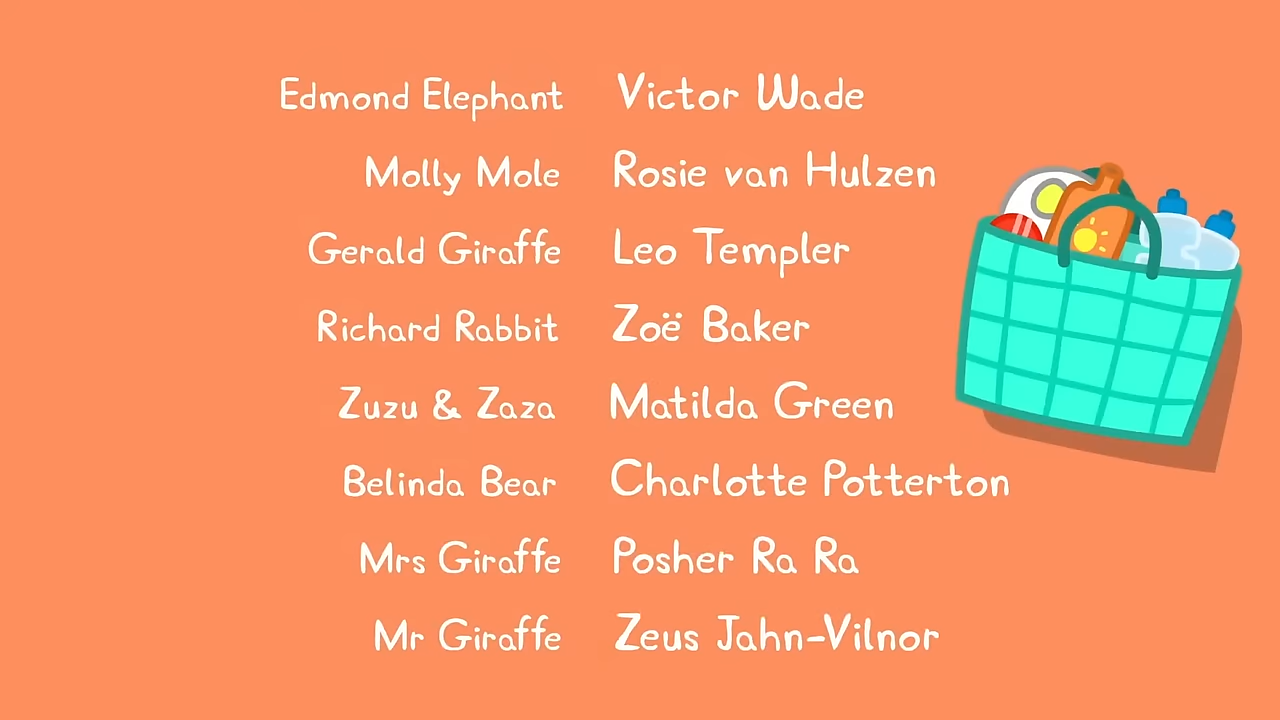 Edmond Elephant Victor Wade
Molly Mole Rosie van Hulzen
Gerald Giraffe Leo Templer
Richard Rabbit Zoë Baker
Zuzu & Zaza Matilda Green
Belinda Bear Charlotte Potterton
Mrs Giraffe Posher Ra Ra
Mr Giraffe Zeus Jahn-Vilnor